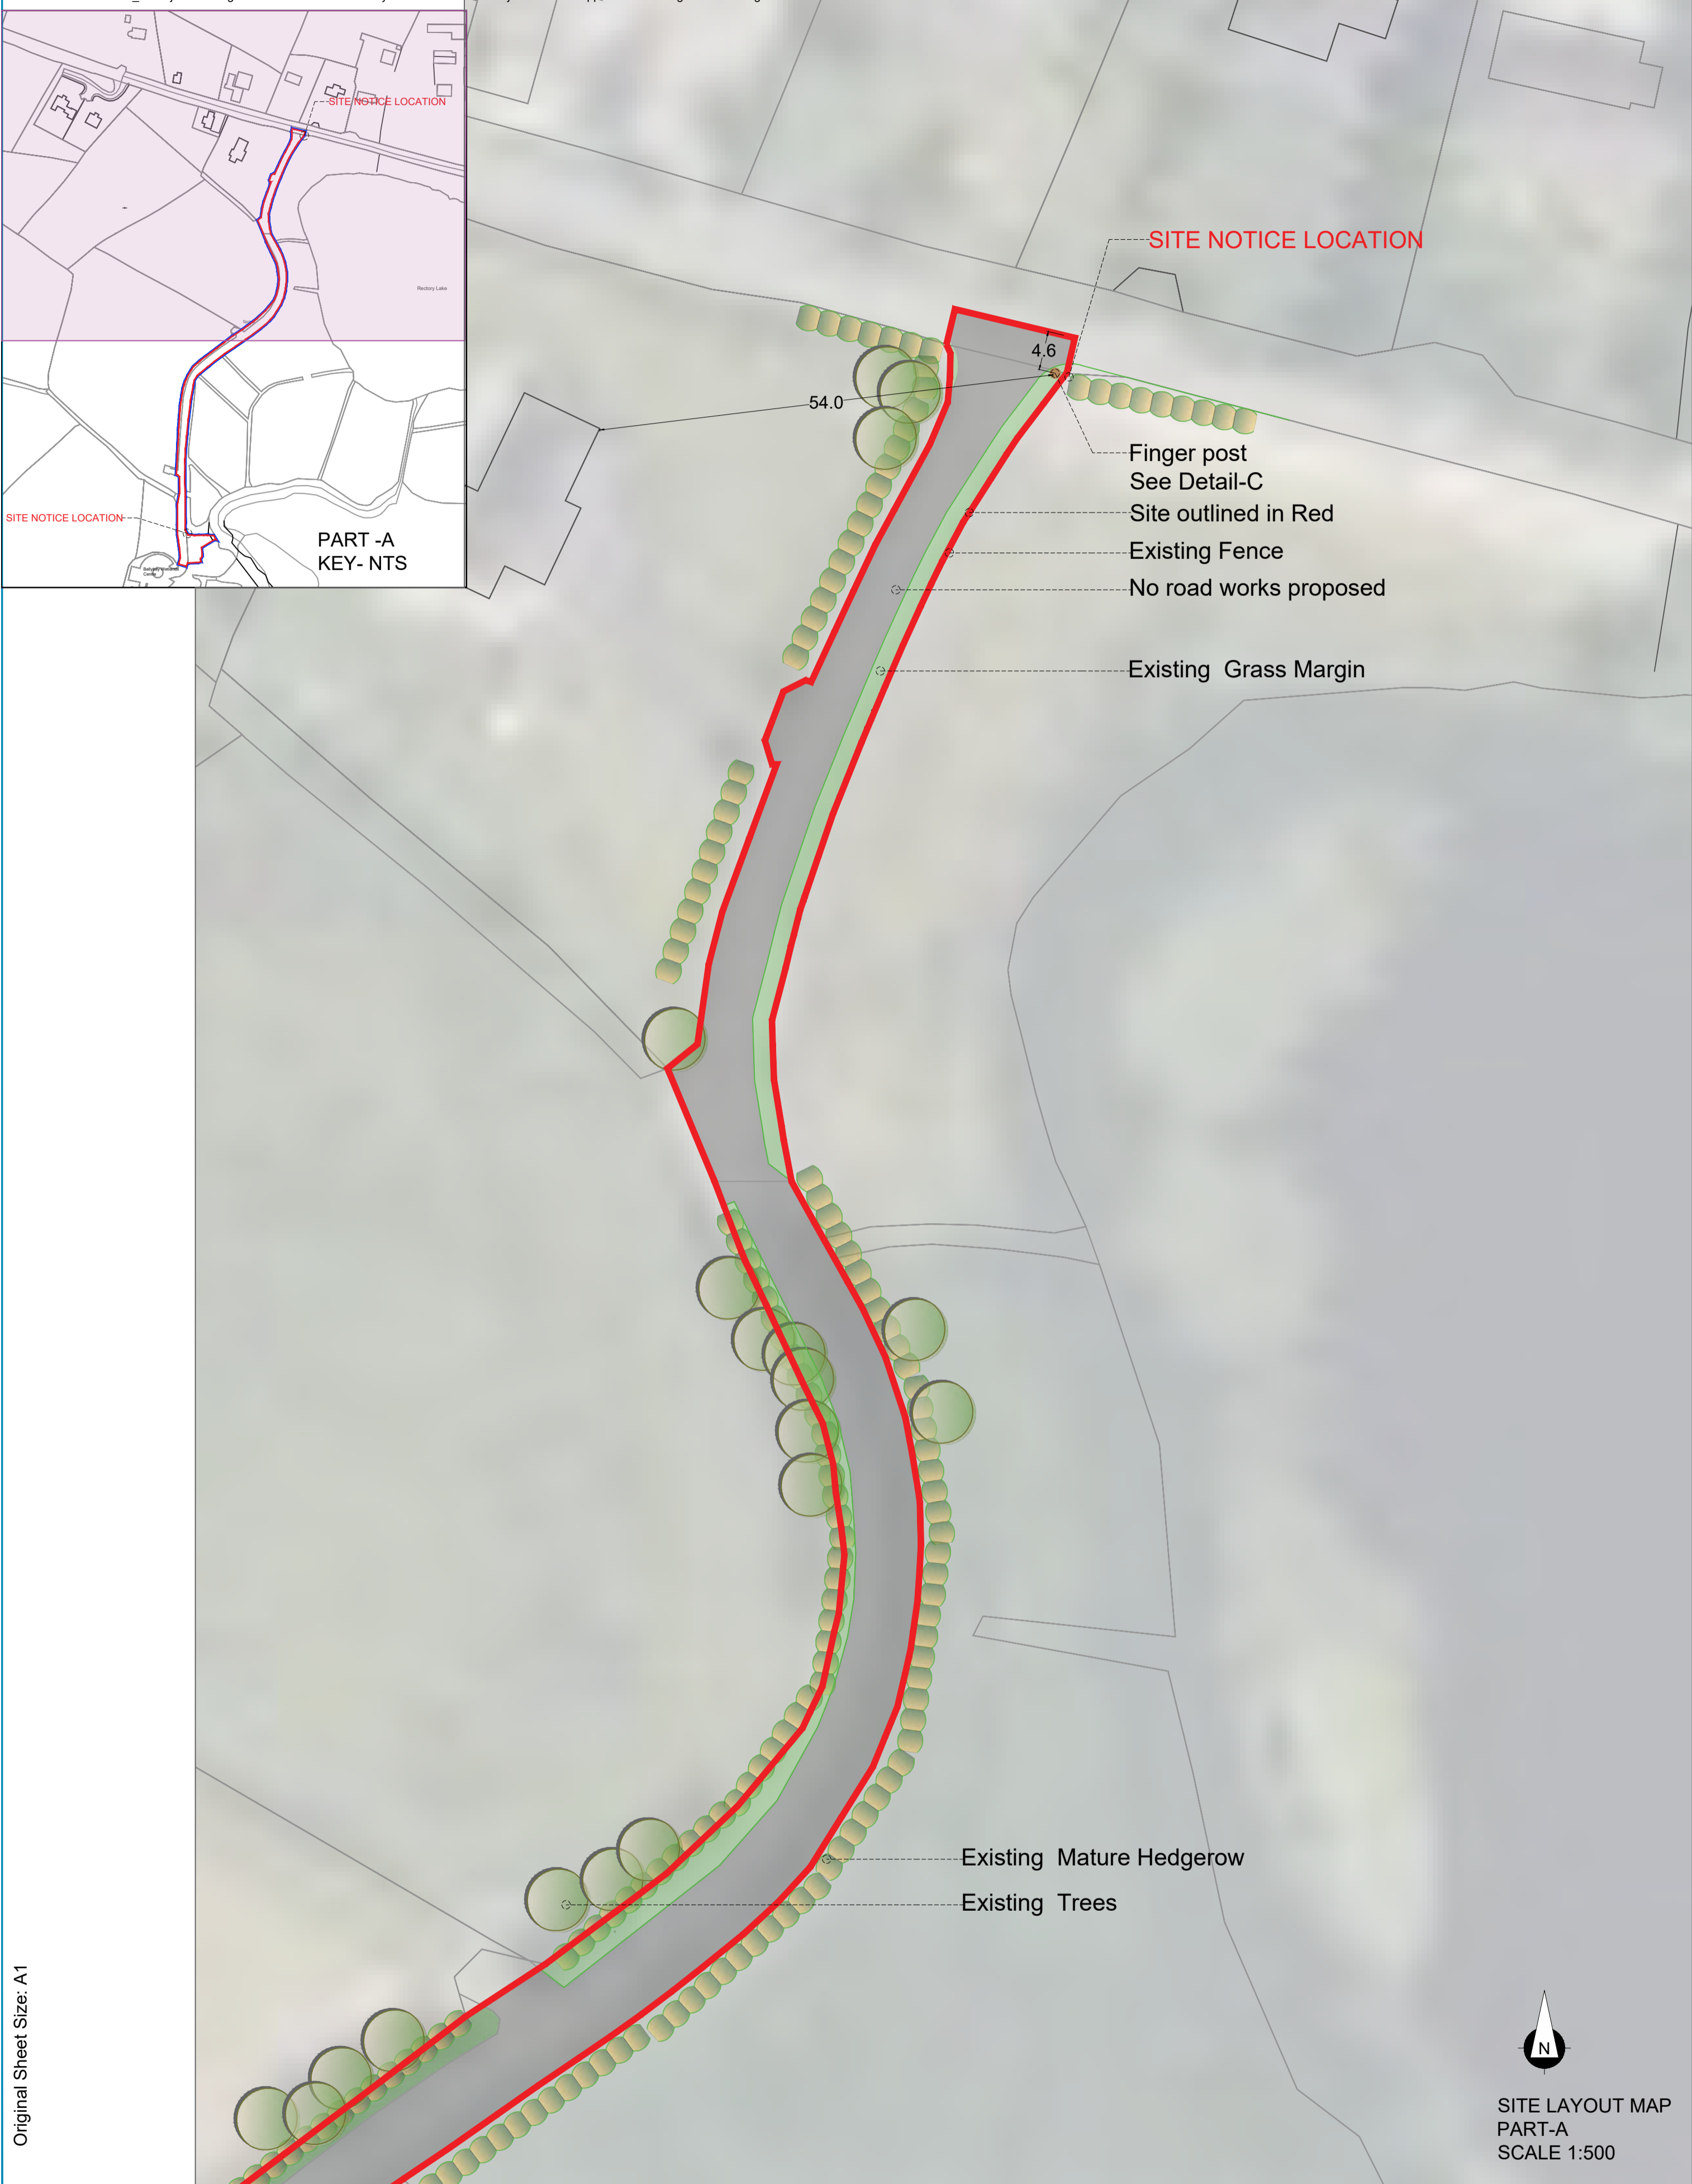 SITE NOTICE LOCATION
Rectory Lake
SITE NOTICE LOCATION
PART -A
KEY- NTS
SITE NOTICE LOCATION
4.6
54.0
Finger post
See Detail-C
Site outlined in Red
Existing Fence
No road works proposed
Existing Grass Margin
Existing Mature Hedgerow
Existing Trees
Original Sheet Size: A1
N
SITE LAYOUT MAP
PART-A
SCALE 1:500